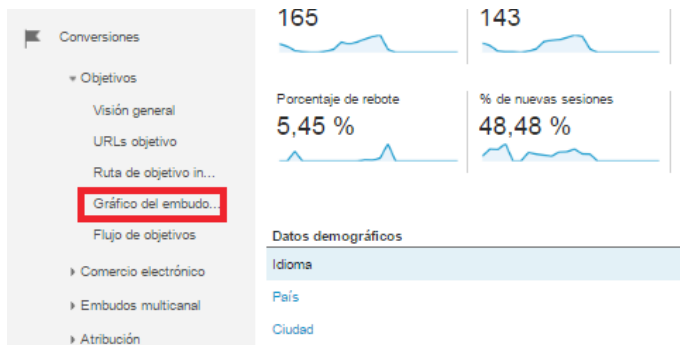 Conversiones
Objetivos
Visión general
URLs objetivo
Ruta de objetivo in...
Gráfico del embudo...
Flujo de objetivos
Comercio electrónico
Embudos multicanal
Atribución
165
143
Porcentaje de rebote
% de nuevas sesiones
5,45 %
48,48 %
Datos demográficos
Idioma
País
Ciudad